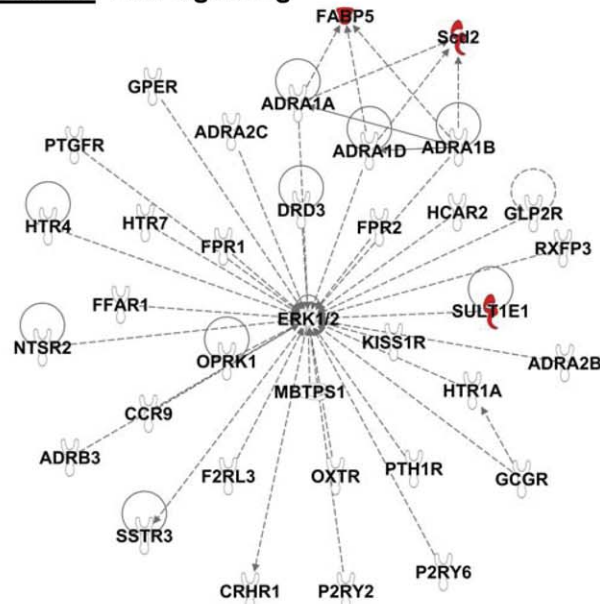 FABP5
Scd2
GPER
ADRA1A
ADRA2C
PTGFR
ADRA1D
ADRA1B
DRD3
HCAR2
GLP2R
HTR4
HTR7
FPR1
FPR2
RXFP3
FFAR1
SULT1E1
ERK1/2
NTSR2
OPRK1
KISS1R
ADRA2B
MBTPS1
HTR1A
CCR9
ADRB3
F2RL3
OXTR
PTH1R
GCGR
SSTR3
P2RY6
CRHR1
P2RY2